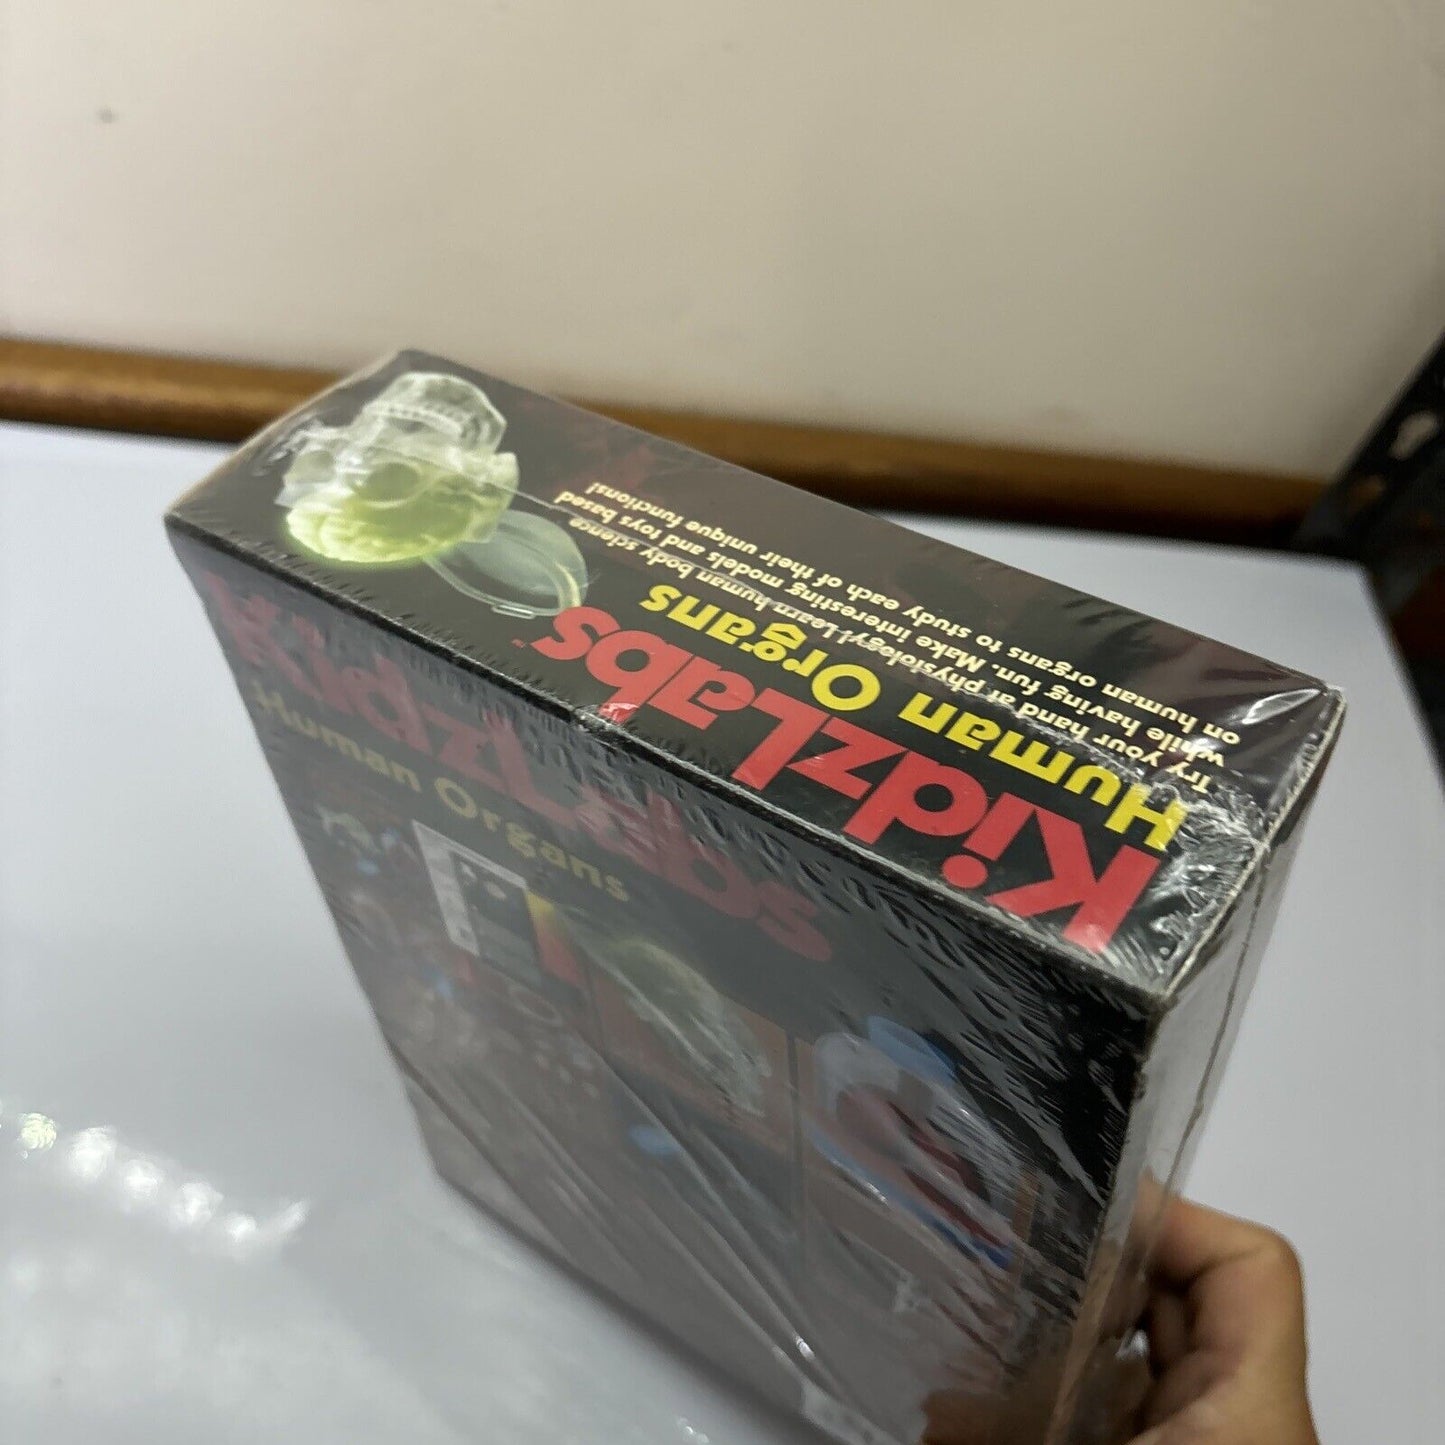 KidzLabs™
Human Organs
Try your hand at physiology! Learn human body science
while having fun. Make interesting models and toys based
on human organs to study each of their unique functions!
KidzLabs
Human Organs